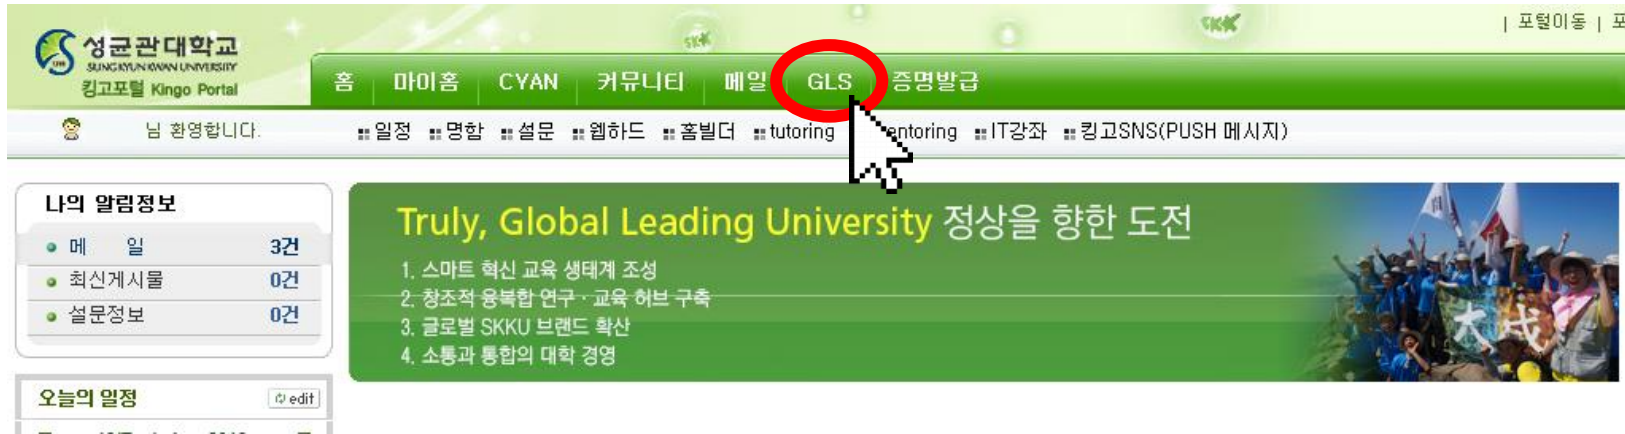 | 포털이동 |
성균관대학교
SUNGKYUNKWAN UNIVERSITY
킹고포털 Kingo Portal
홈 마이홈 CYAN 커뮤니티 메일 GLS 증명발급
님 환영합니다.
일정 명함 설문 웹하드 홈빌더 tutoring entoring IT강좌 킹고SNS(PUSH 메시지)
나의 알림정보
메 일 3건
최신게시물 0건
설문정보 0건
오늘의 일정 edit
Truly, Global Leading University 정상을 향한 도전
1. 스마트 혁신 교육 생태계 조성
2. 창조적 융복합 연구 · 교육 허브 구축
3. 글로벌 SKKU 브랜드 확산
4. 소통과 통합의 대학 경영
大成